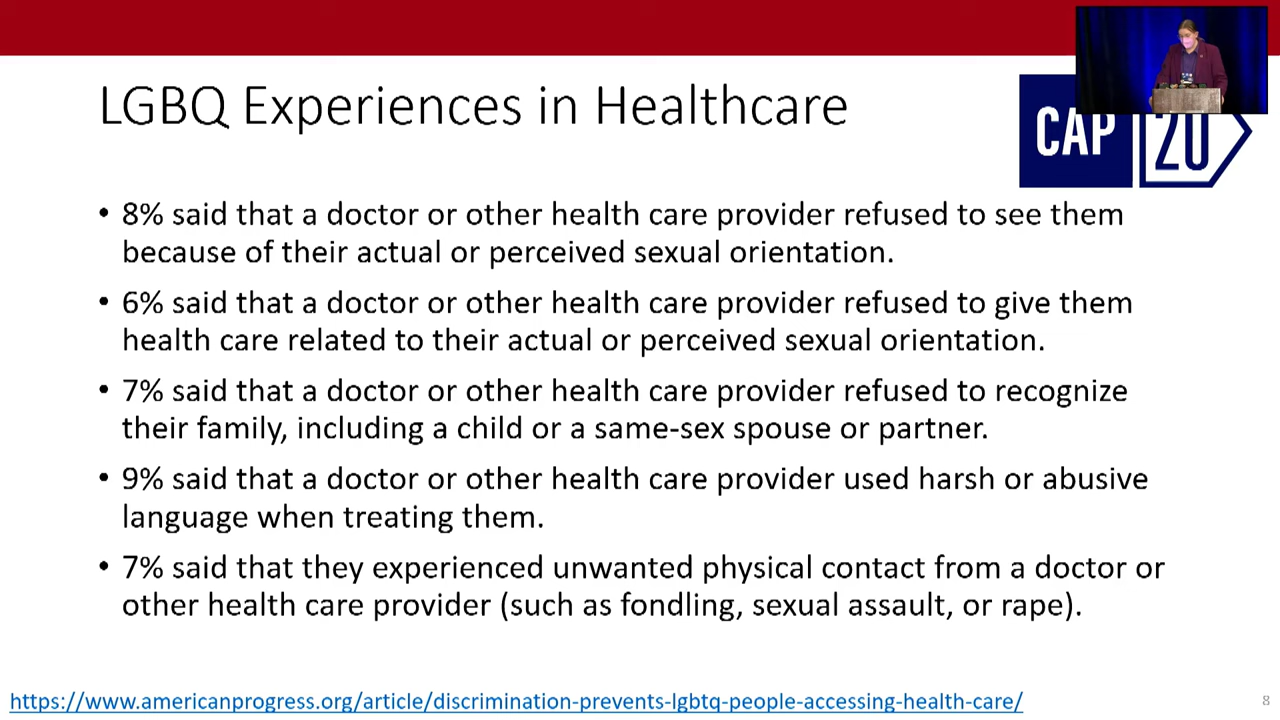 LGBQ Experiences in Healthcare
CAP 20
• 8% said that a doctor or other health care provider refused to see them
because of their actual or perceived sexual orientation.
• 6% said that a doctor or other health care provider refused to give them
health care related to their actual or perceived sexual orientation.
• 7% said that a doctor or other health care provider refused to recognize
their family, including a child or a same-sex spouse or partner.
• 9% said that a doctor or other health care provider used harsh or abusive
language when treating them.
• 7% said that they experienced unwanted physical contact from a doctor or
other health care provider (such as fondling, sexual assault, or rape).
https://www.americanprogress.org/article/discrimination-prevents-lgbtq-people-accessing-health-care/
8